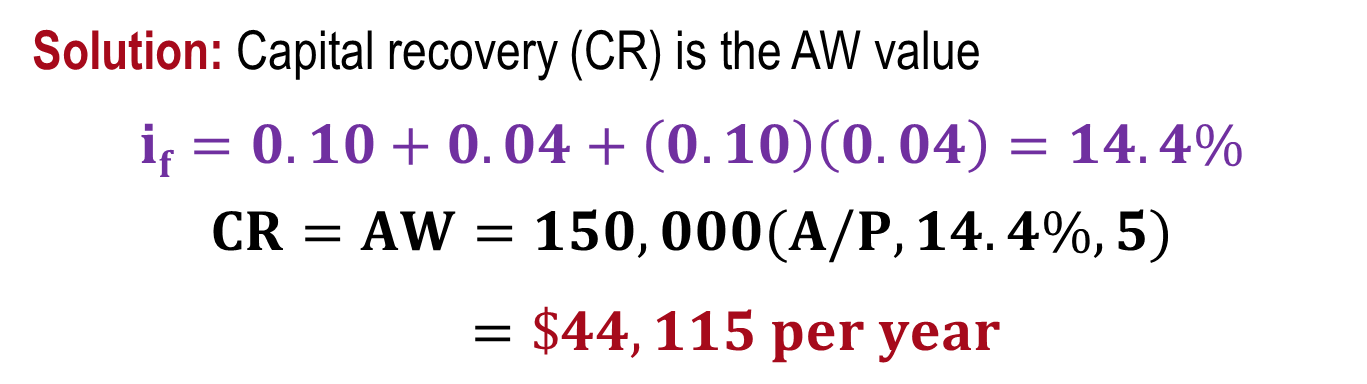 Solution: Capital recovery (CR) is the AW value
i_f = 0.10 + 0.04 + (0.10)(0.04) = 14.4%
CR = AW = 150,000(A/P, 14.4%, 5)
= $44,115 per year